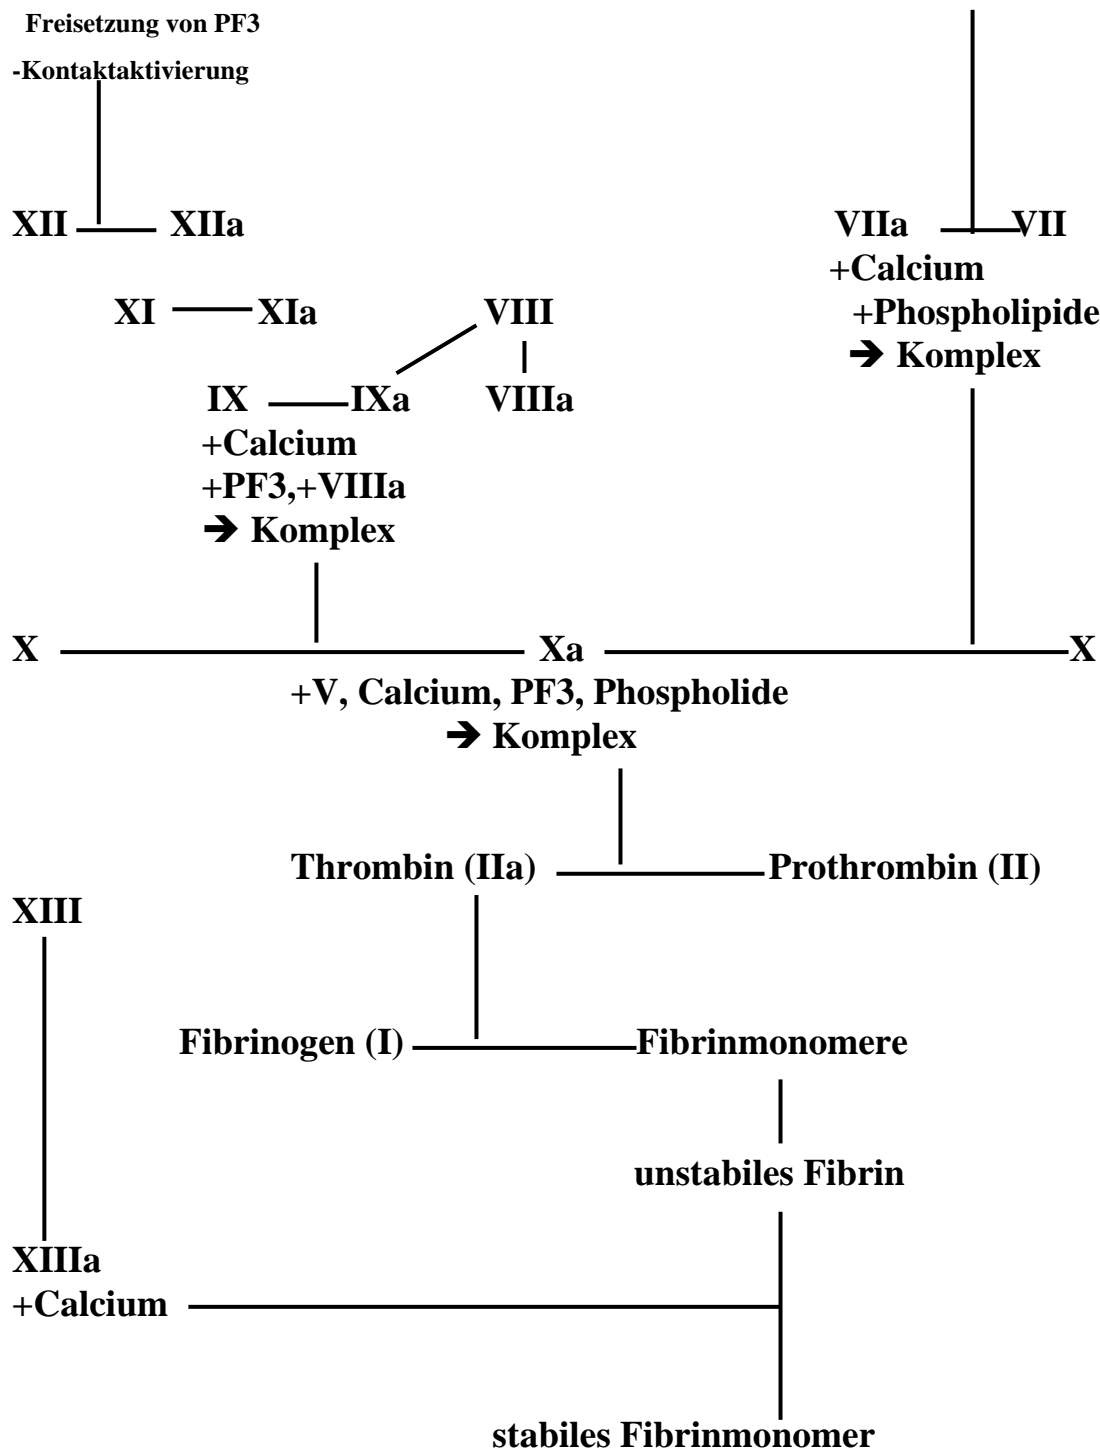 Freisetzung von PF3
-Kontaktaktivierung
XII XIIa VIIa VII
+Calcium
XI XIa VIII +Phospholipide
➔ Komplex
IX IXa VIIIa
+Calcium
+PF3,+VIIIa
➔ Komplex
X Xa X
+V, Calcium, PF3, Phospholide
➔ Komplex
Thrombin (IIa) Prothrombin (II)
XIII
Fibrinogen (I) Fibrinmonomere
unstabiles Fibrin
XIIIa
+Calcium
stabiles Fibrinmonomer